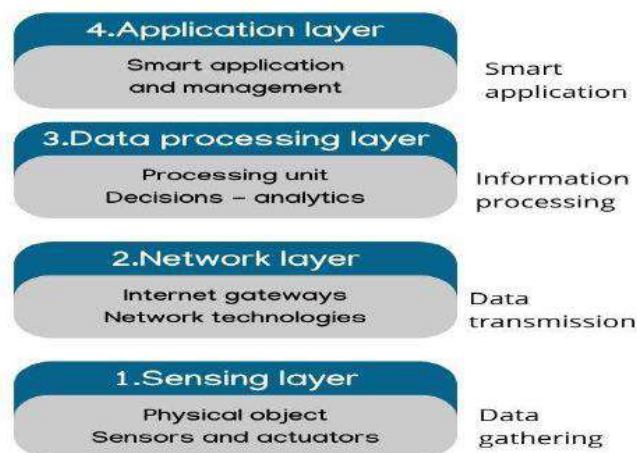 4.Application layer
Smart application
and management
Smart
application
3.Data processing layer
Processing unit
Decisions – analytics
Information
processing
2.Network layer
Internet gateways
Network technologies
Data
transmission
1.Sensing layer
Physical object
Sensors and actuators
Data
gathering